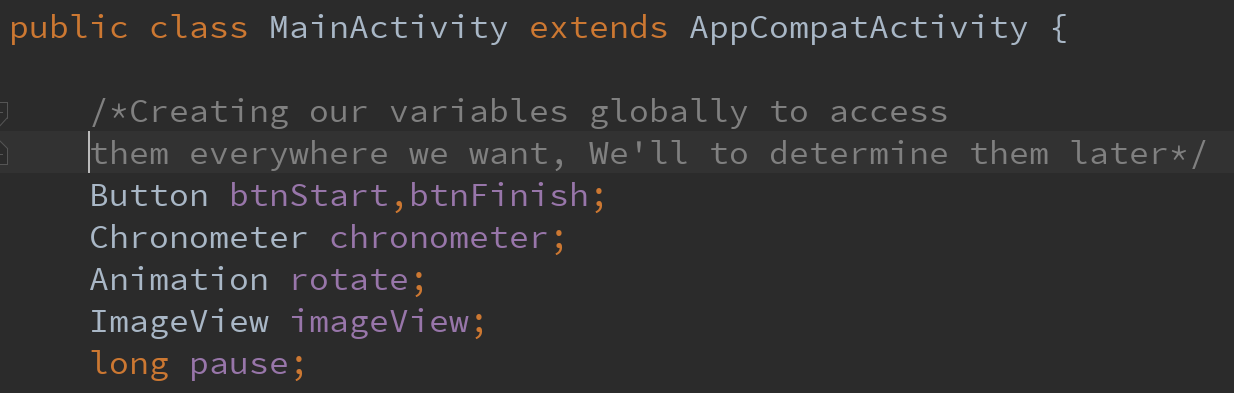 public class MainActivity extends AppCompatActivity {
/*Creating our variables globally to access
them everywhere we want, We'll to determine them later*/
Button btnStart,btnFinish;
Chronometer chronometer;
Animation rotate;
ImageView imageView;
long pause;